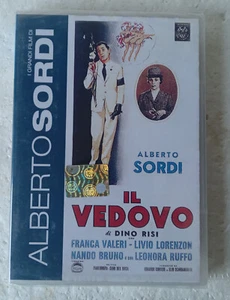 I GRANDI FILM DI
ALBERTO SORDI
ALBERTO
SORDI
IL
VEDOVO
di DINO RISI
FRANCA VALERI - LIVIO LORENZON
NANDO BRUNO e con LEONORA RUFFO